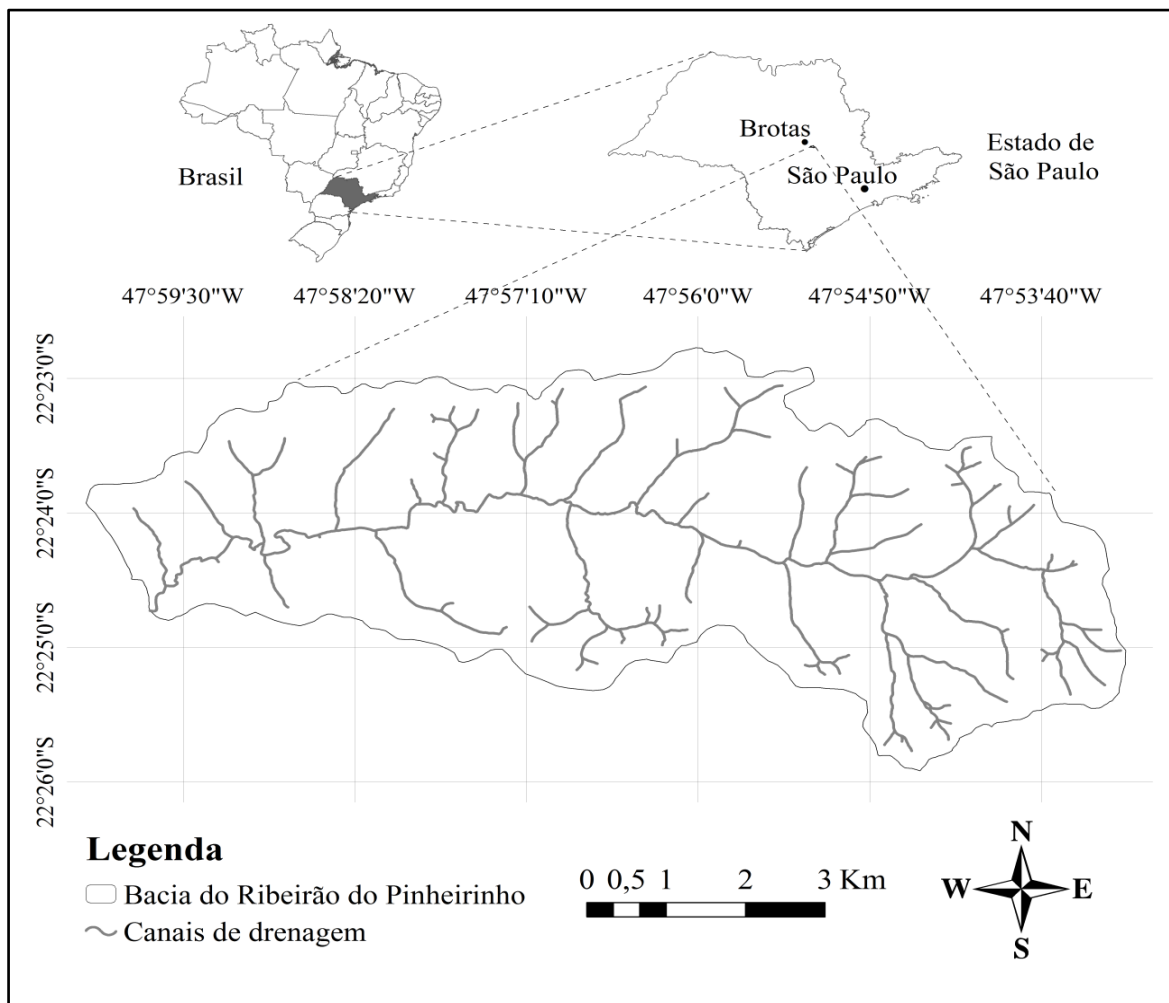 Brasil
Brotas
São Paulo
Estado de
São Paulo
47°59'30"W 47°58'20"W 47°57'10"W 47°56'0"W 47°54'50"W 47°53'40"W
22°23'0"S
22°24'0"S
22°25'0"S
22°26'0"S
Legenda
Bacia do Ribeirão do Pinheirinho
Canais de drenagem
0 0,5 1 2 3 Km
N
W E
S